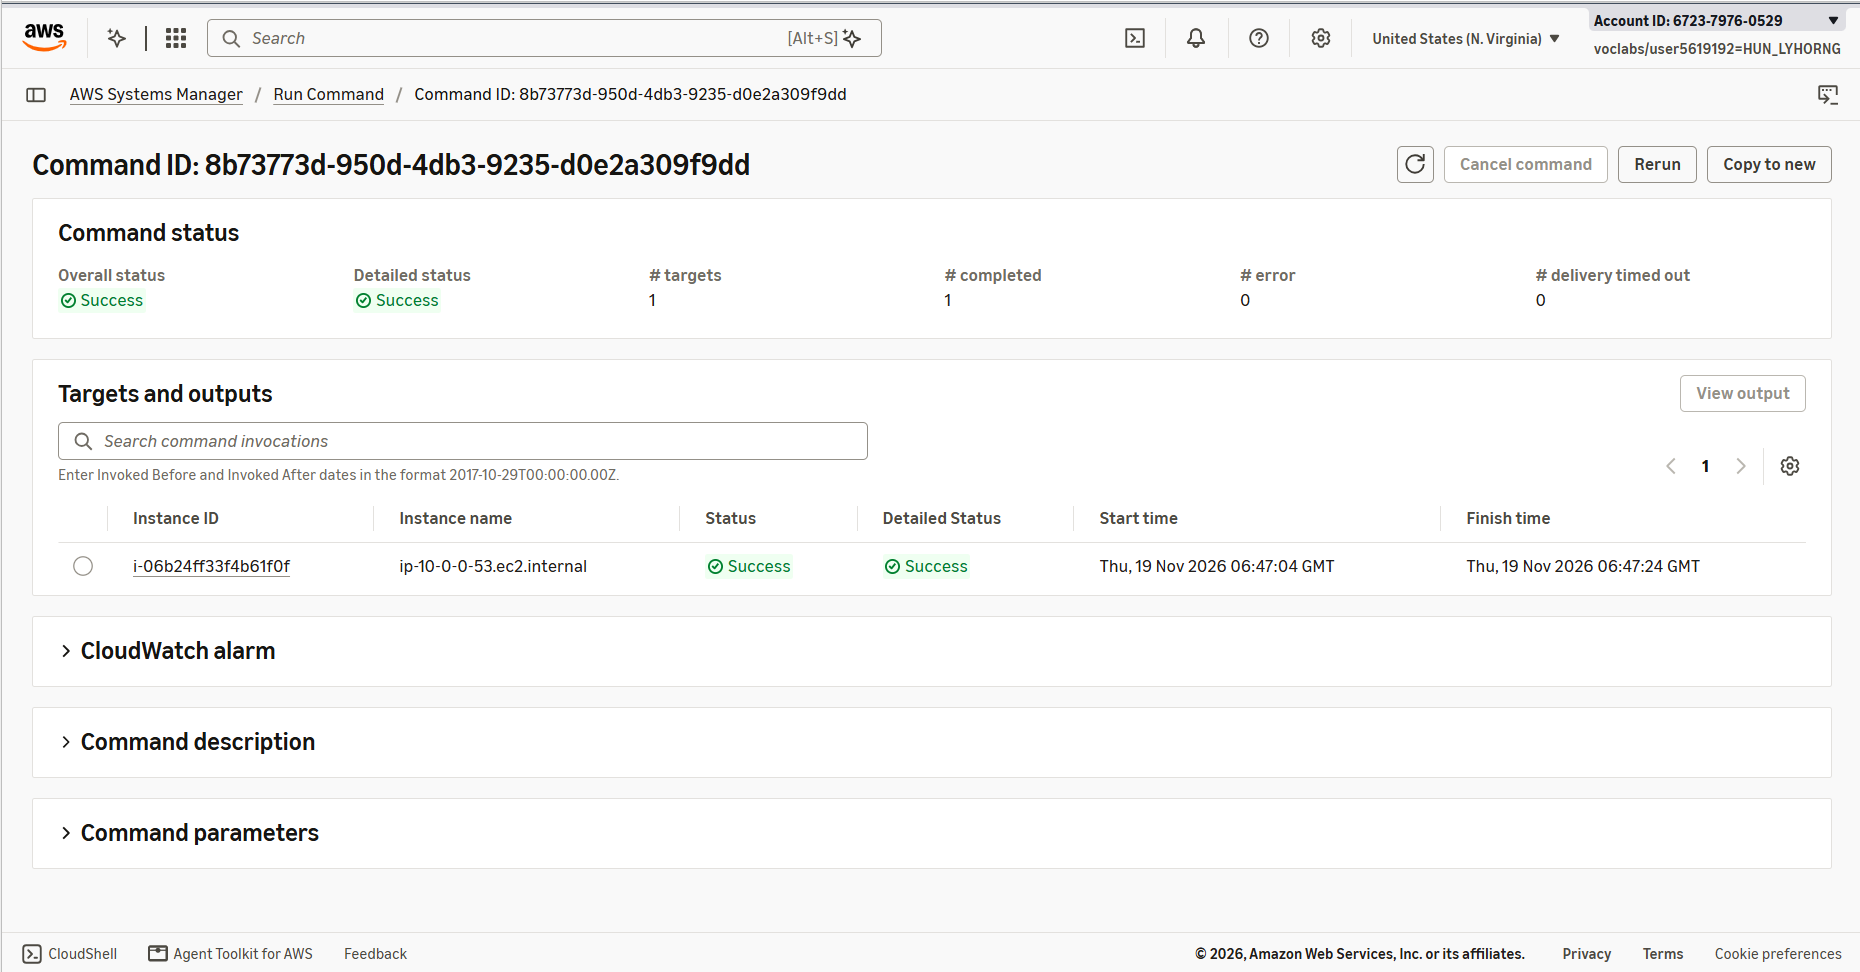 aws
Search [Alt+S]
United States (N. Virginia)
Account ID: 6723-7976-0529
voclabs/user5619192=HUN_LYHORNG
AWS Systems Manager / Run Command / Command ID: 8b73773d-950d-4db3-9235-d0e2a309f9dd
Command ID: 8b73773d-950d-4db3-9235-d0e2a309f9dd
Cancel command Rerun Copy to new
Command status
Overall status Detailed status # targets # completed # error # delivery timed out
Success Success 1 1 0 0
Targets and outputs View output
Search command invocations
Enter Invoked Before and Invoked After dates in the format 2017-10-29T00:00:00.00Z.
1
Instance ID Instance name Status Detailed Status Start time Finish time
i-06b24ff33f4b61f0f ip-10-0-0-53.ec2.internal Success Success Thu, 19 Nov 2026 06:47:04 GMT Thu, 19 Nov 2026 06:47:24 GMT
CloudWatch alarm
Command description
Command parameters
CloudShell Agent Toolkit for AWS Feedback © 2026, Amazon Web Services, Inc. or its affiliates. Privacy Terms Cookie preferences